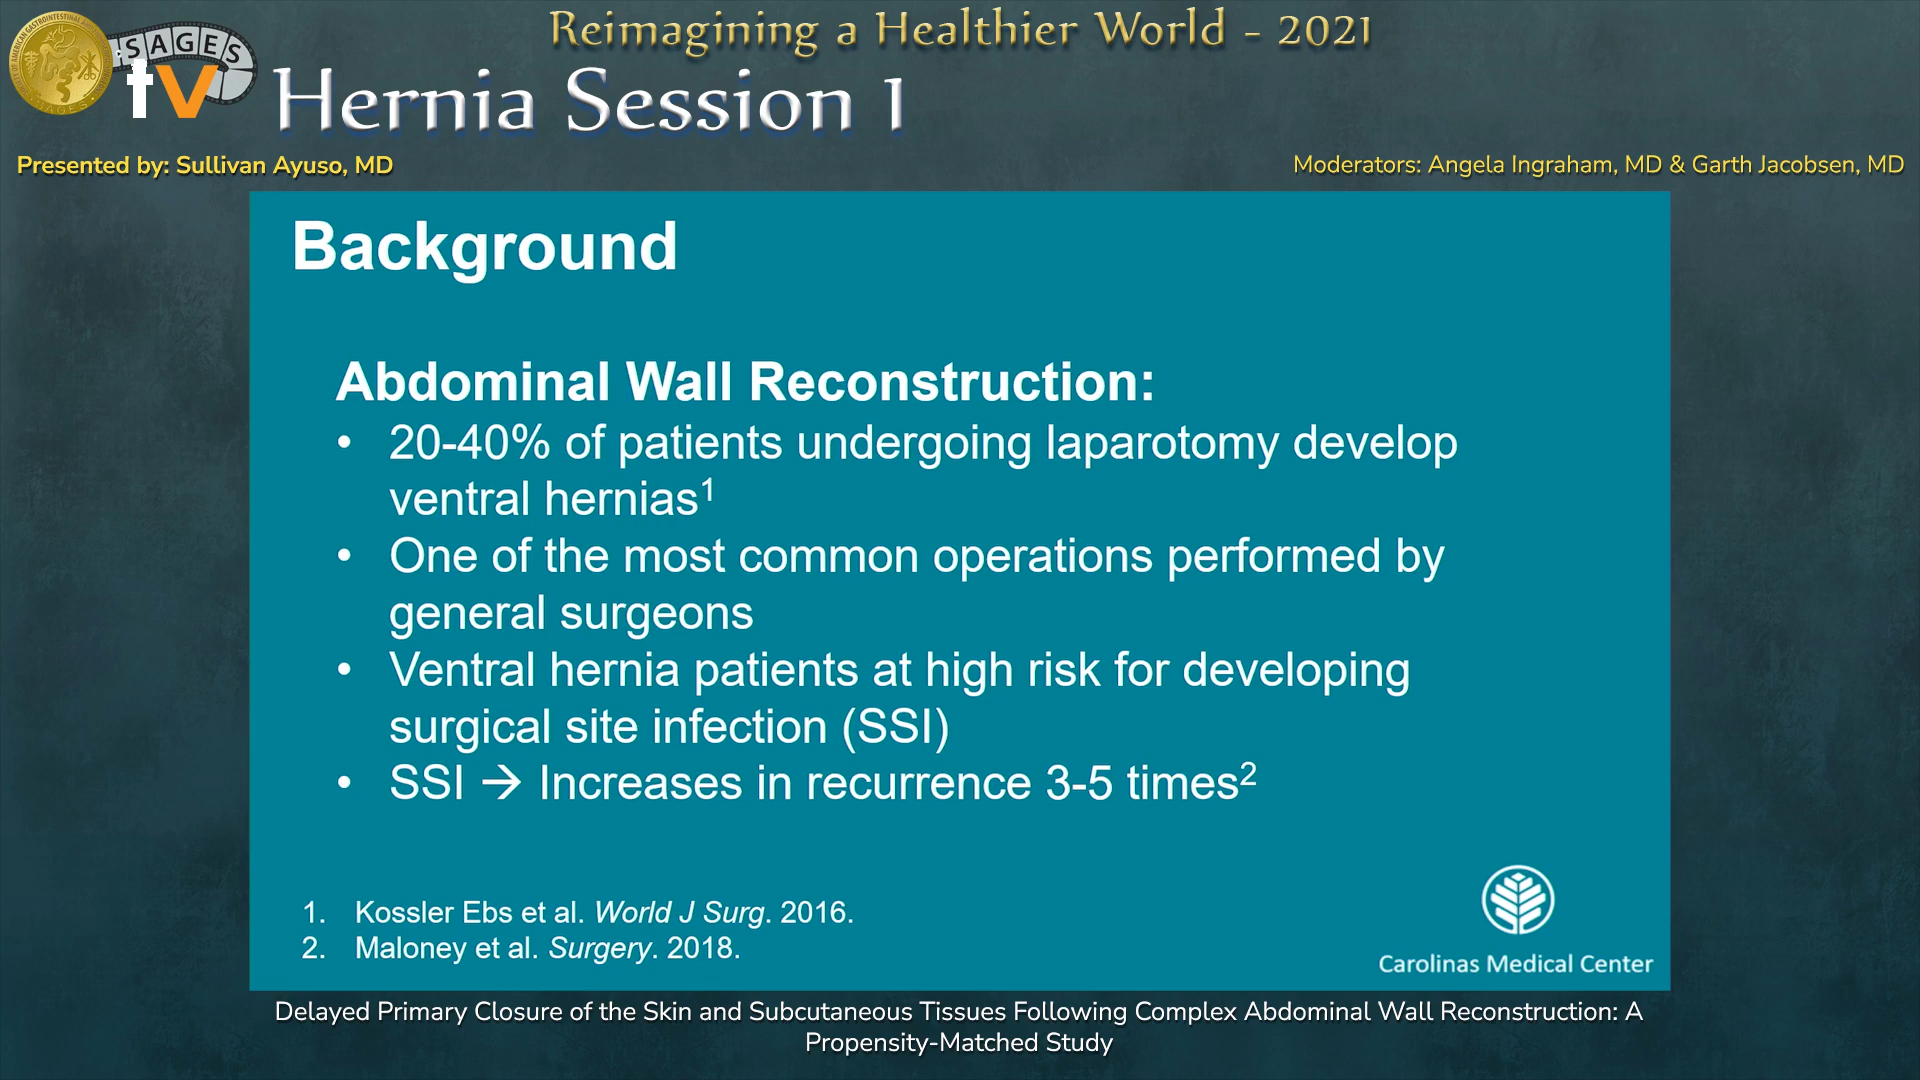 Reimagining a Healthier World - 2021
SAGES
tv
Hernia Session 1
Presented by: Sullivan Ayuso, MD
Moderators: Angela Ingraham, MD & Garth Jacobsen, MD
Background
Abdominal Wall Reconstruction:
• 20-40% of patients undergoing laparotomy develop
ventral hernias¹
• One of the most common operations performed by
general surgeons
• Ventral hernia patients at high risk for developing
surgical site infection (SSI)
• SSI → Increases in recurrence 3-5 times²
1. Kossler Ebs et al. World J Surg. 2016.
2. Maloney et al. Surgery. 2018.
Carolinas Medical Center
Delayed Primary Closure of the Skin and Subcutaneous Tissues Following Complex Abdominal Wall Reconstruction: A
Propensity-Matched Study